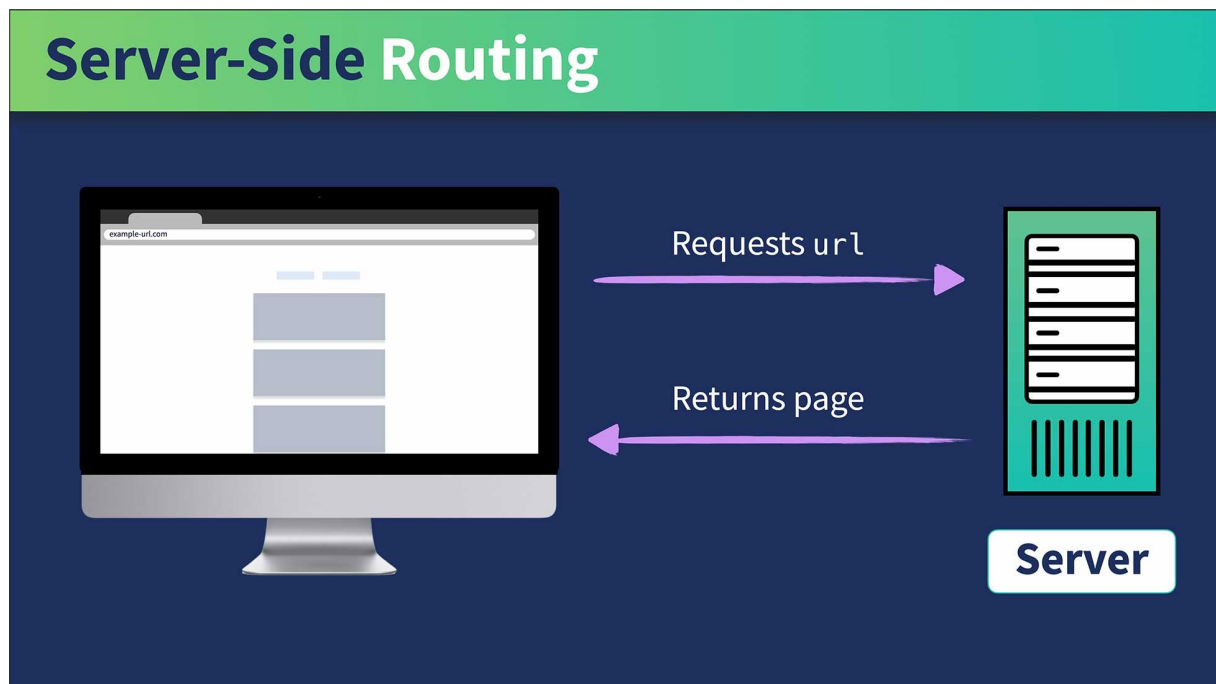 Server-Side Routing
example-url.com
Requests url
Returns page
Server